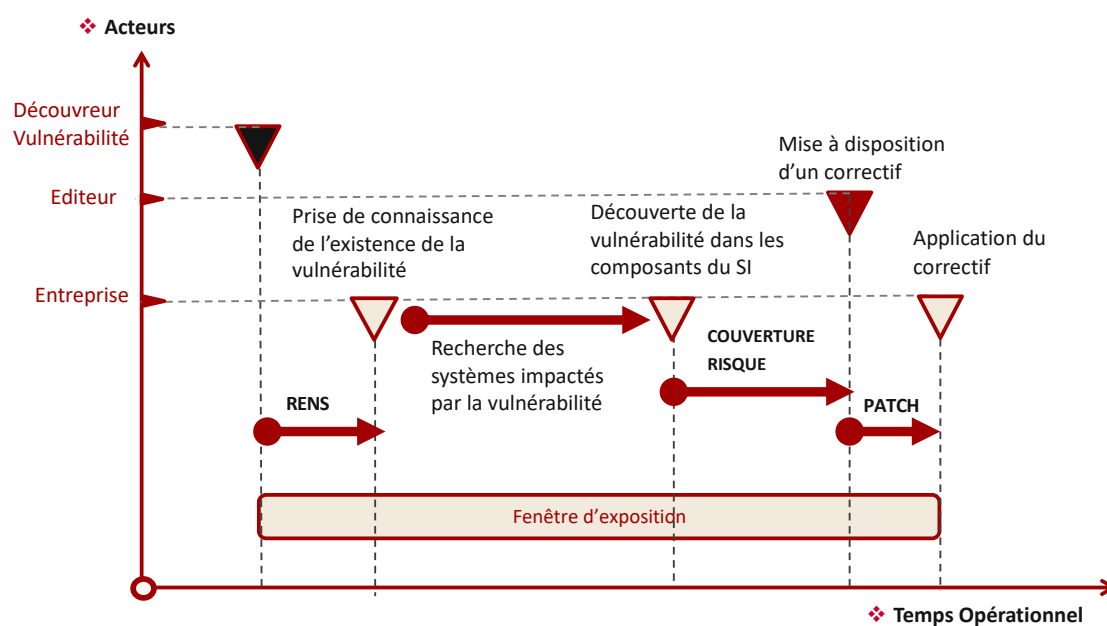 ❖ Acteurs
Découvreur
Vulnérabilité
Mise à disposition
d’un correctif
Editeur
Prise de connaissance
de l’existence de la
vulnérabilité
Découverte de la
vulnérabilité dans les
composants du SI
Application du
correctif
Entreprise
Recherche des
systèmes impactés
par la vulnérabilité
COUVERTURE
RISQUE
RENS
PATCH
Fenêtre d’exposition
❖ Temps Opérationnel